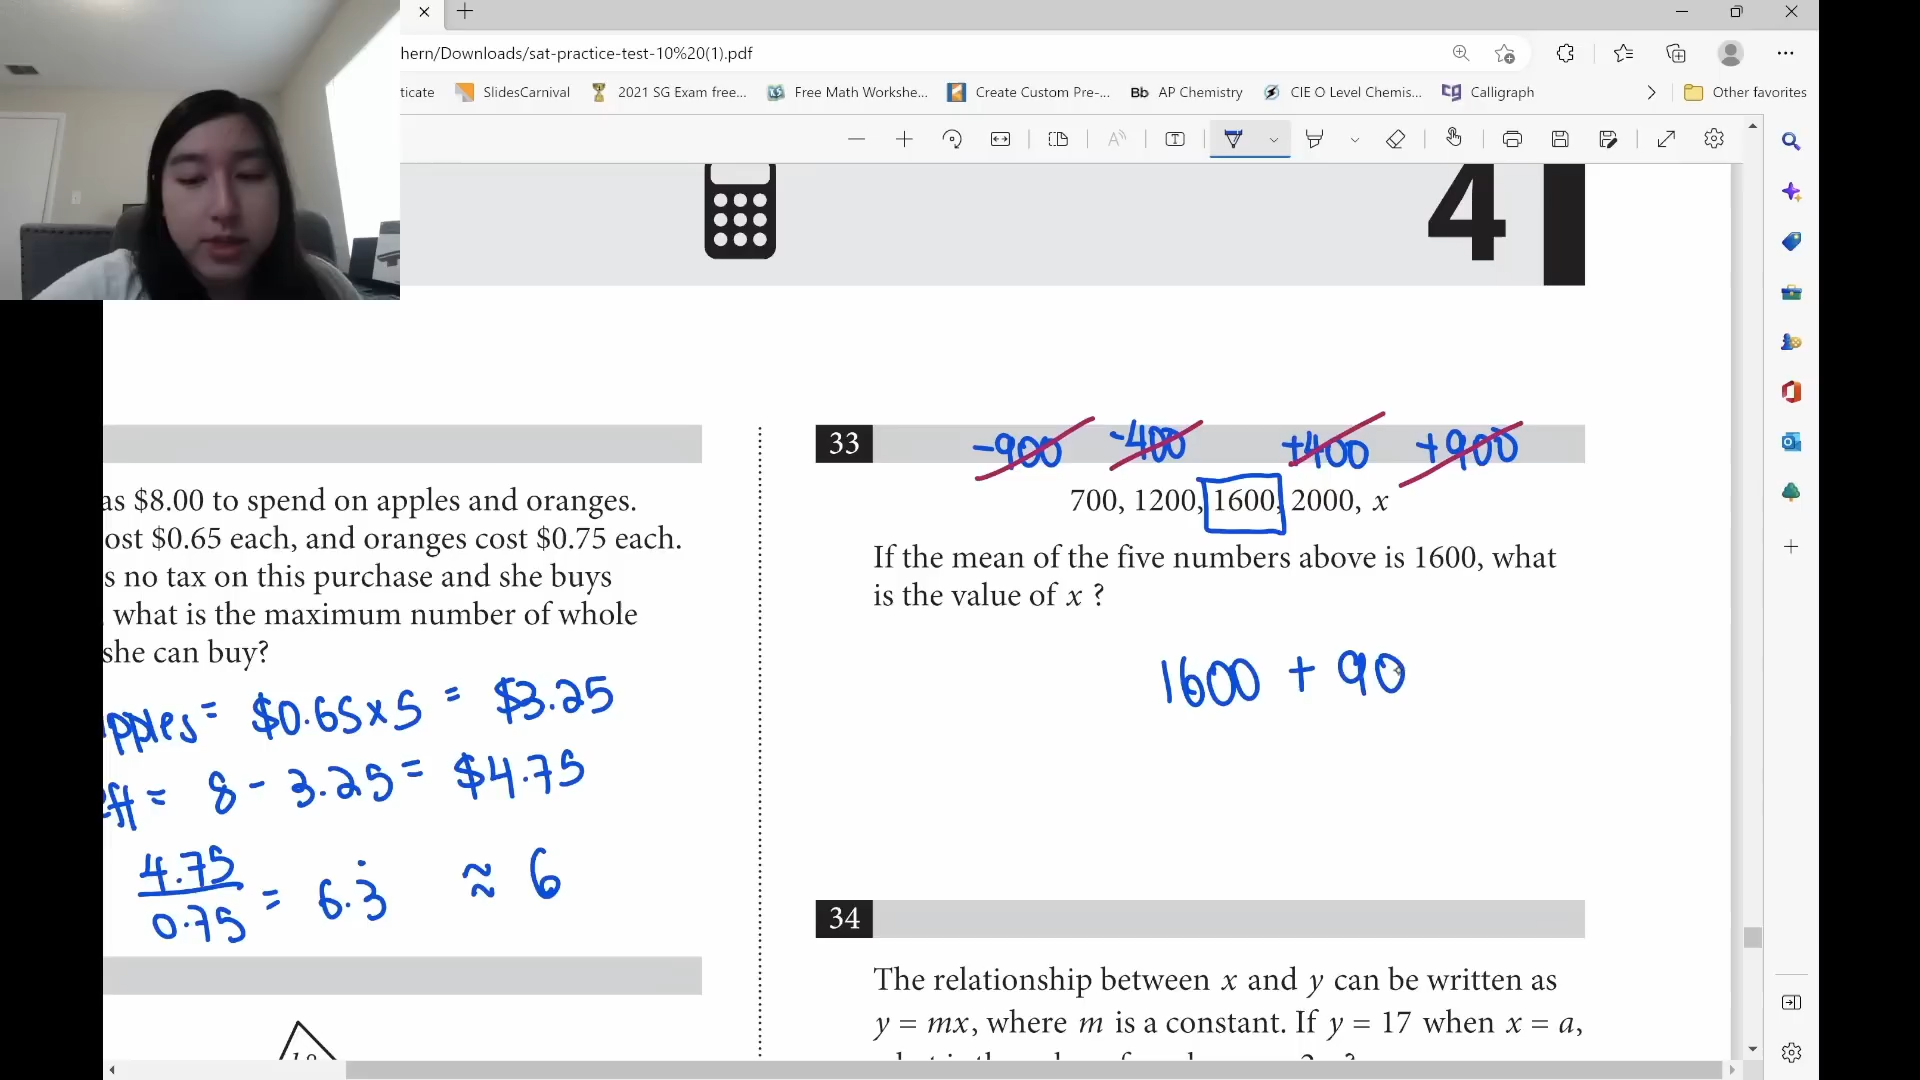 hern/Downloads/sat-practice-test-10%20(1).pdf
ticate SlidesCarnival 2021 SG Exam free... Free Math Workshe... Create Custom Pre-... Bb AP Chemistry CIE O Level Chemis... Calligraph Other favorites
4
as $8.00 to spend on apples and oranges.
ost $0.65 each, and oranges cost $0.75 each.
s no tax on this purchase and she buys
, what is the maximum number of whole
she can buy?
pples = $0.65 x 5 = $3.25
eft = 8 - 3.25 = $4.75
4.75
0.75 = 6.3̇ ≈ 6
33 -900 -400 +400 +900
700, 1200, 1600, 2000, x
If the mean of the five numbers above is 1600, what
is the value of x ?
1600 + 90
34
The relationship between x and y can be written as
y = mx, where m is a constant. If y = 17 when x = a,